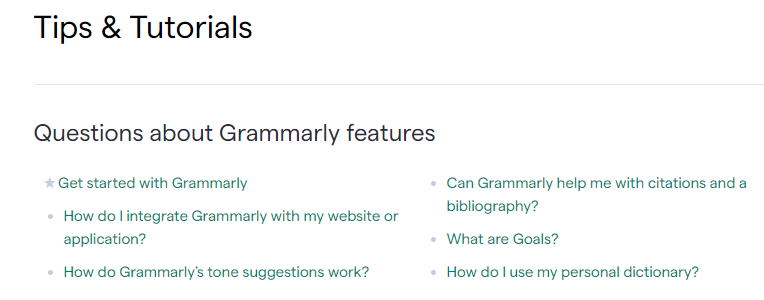 Tips & Tutorials
Questions about Grammarly features
Get started with Grammarly
How do I integrate Grammarly with my website or
application?
How do Grammarly's tone suggestions work?
Can Grammarly help me with citations and a
bibliography?
What are Goals?
How do I use my personal dictionary?